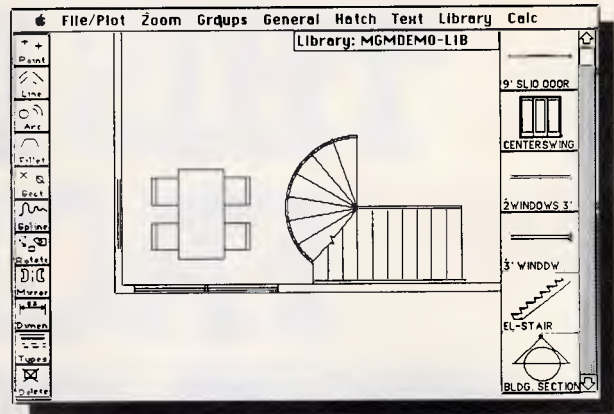 File/Plot Zoom Groups General Hatch Text Library Calc
Library: MGMDEMO-LIB
Point
Line
Arc
Fillet
Sect
Spline
Rotate
Mirror
Dimen
Types
Delete
9' SLID DOOR
CENTERSWING
2WINDOWS 3'
3' WINDOW
EL-STAIR
BLDG. SECTION